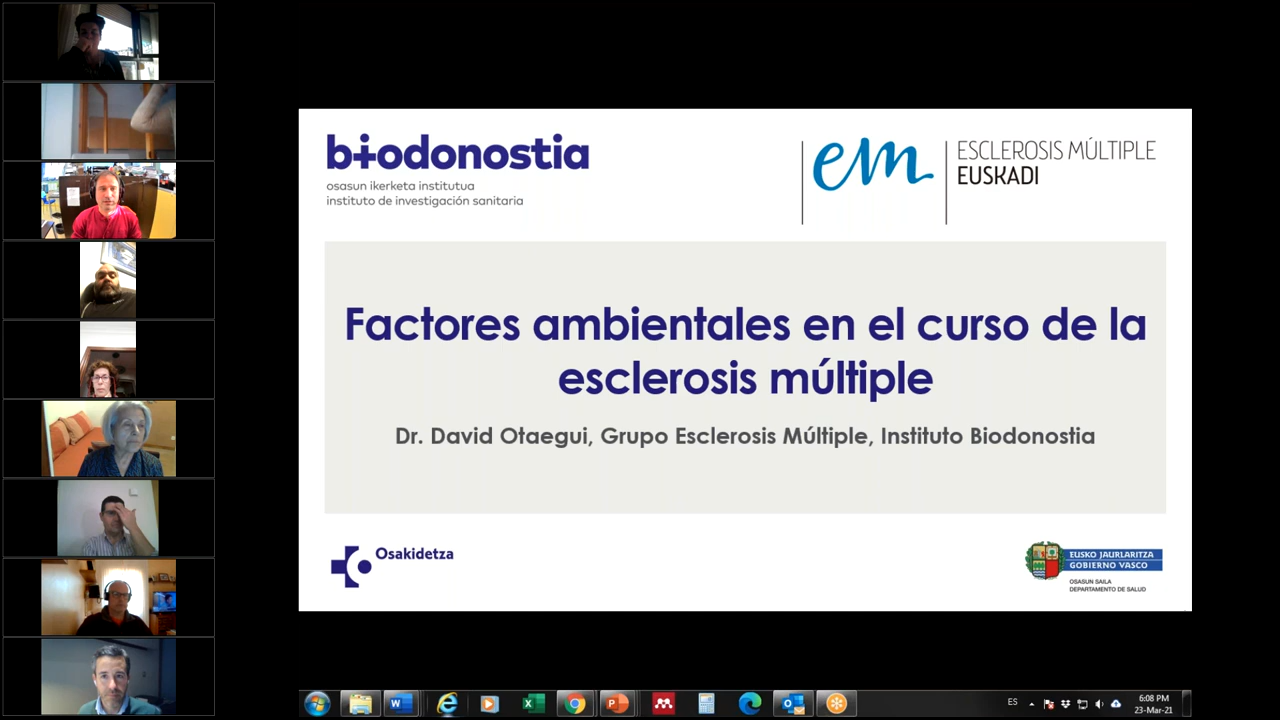 biodonostia
osasun ikerketa institutua
instituto de investigación sanitaria
em
ESCLEROSIS MÚLTIPLE
EUSKADI
Factores ambientales en el curso de la
esclerosis múltiple
Dr. David Otaegui, Grupo Esclerosis Múltiple, Instituto Biodonostia
Osakidetza
EUSKO JAURLARITZA
GOBIERNO VASCO
OSASUN SAILA
DEPARTAMENTO DE SALUD
ES
6:08 PM
23-Mar-21